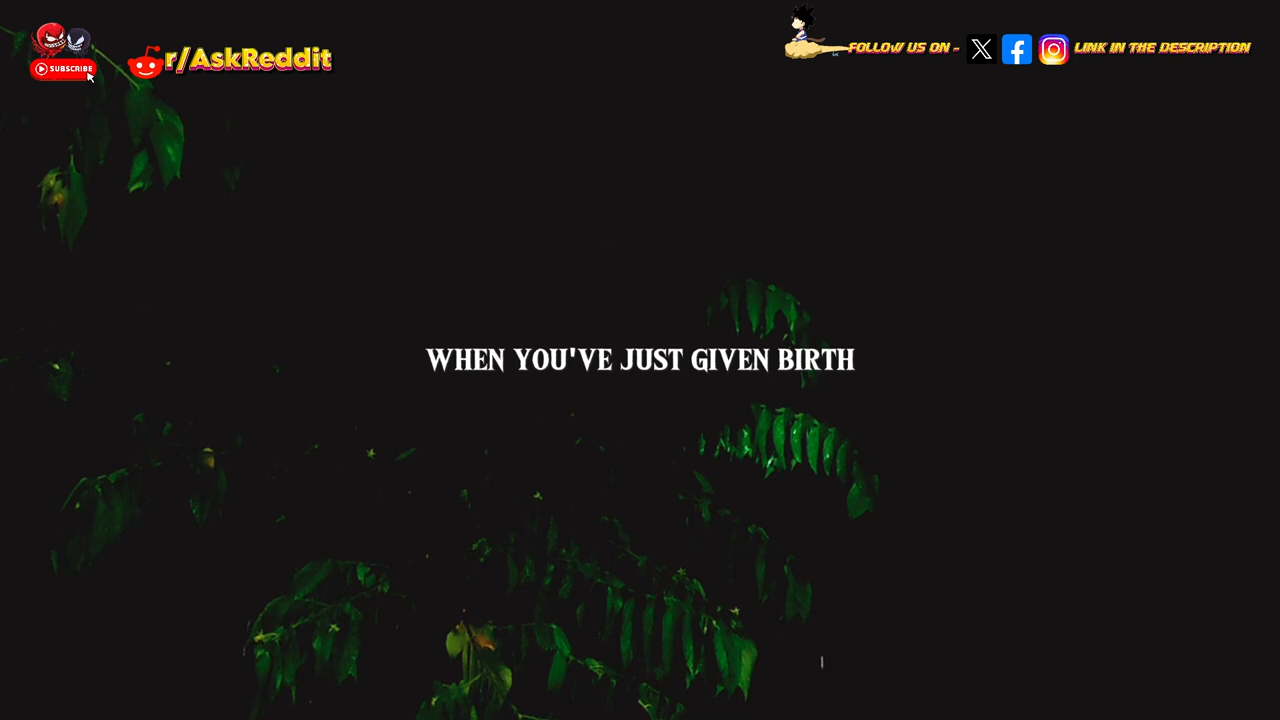 SUBSCRIBE
r/AskReddit
FOLLOW US ON -
LINK IN THE DESCRIPTION
WHEN YOU'VE JUST GIVEN BIRTH